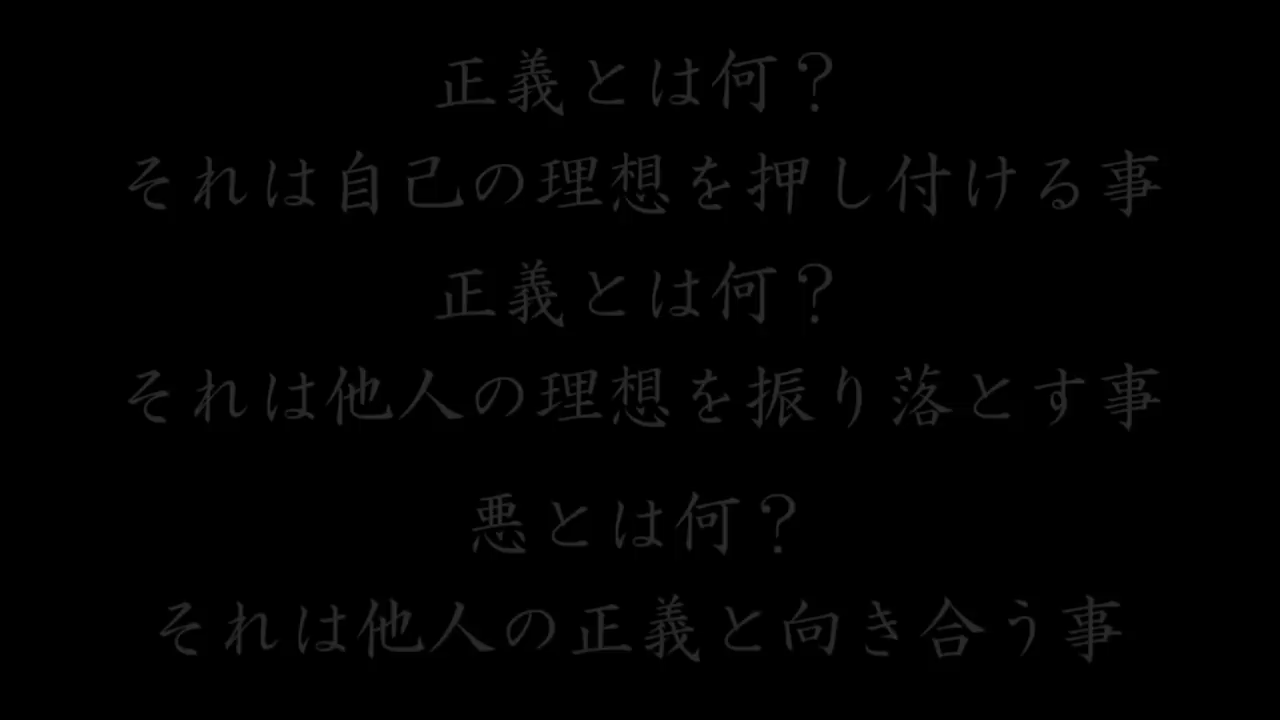 正義とは何?
それは自己の理想を押し付ける事
正義とは何?
それは他人の理想を振り落とす事
悪とは何?
それは他人の正義と向き合う事